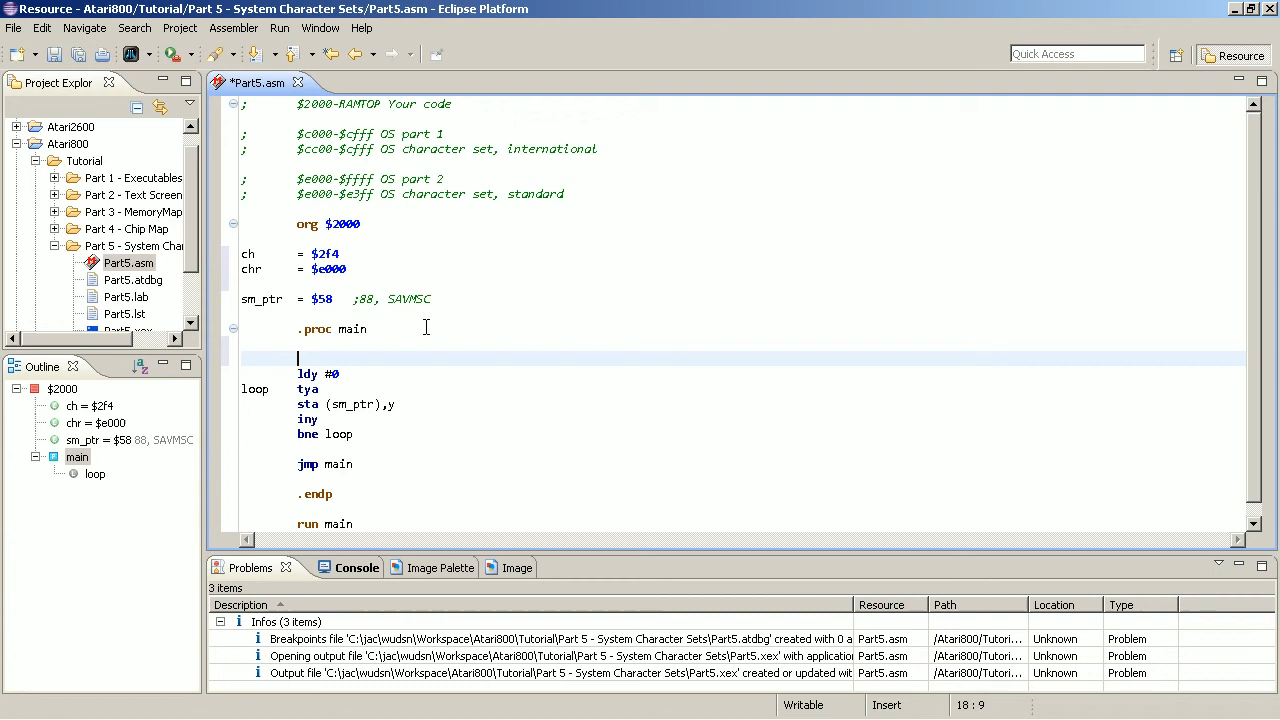 Resource - Atari800/Tutorial/Part 5 - System Character Sets/Part5.asm - Eclipse Platform
File Edit Navigate Search Project Assembler Run Window Help
Quick Access
Resource
Project Explor
*Part5.asm
Atari2600
Atari800
Tutorial
Part 1 - Executables
Part 2 - Text Screen
Part 3 - MemoryMap
Part 4 - Chip Map
Part 5 - System Char
Part5.asm
Part5.atdbg
Part5.lab
Part5.lst
Part5.xex
; $2000-RAMTOP Your code
; $c000-$cfff OS part 1
; $cc00-$cfff OS character set, international
; $e000-$ffff OS part 2
; $e000-$e3ff OS character set, standard
org $2000
ch = $2f4
chr = $e000
sm_ptr = $58 ;88, SAVMSC
.proc main
ldy #0
loop tya
sta (sm_ptr),y
iny
bne loop
jmp main
.endp
run main
Outline
$2000
ch = $2f4
chr = $e000
sm_ptr = $58 88, SAVMSC
main
loop
Problems Console Image Palette Image
3 items
Description Resource Path Location Type
Infos (3 items)
Breakpoints file 'C:\jac\wudsn\Workspace\Atari800\Tutorial\Part 5 - System Character Sets\Part5.atdbg' created with 0 a Part5.asm /Atari800/Tutori... Unknown Problem
Opening output file 'C:\jac\wudsn\Workspace\Atari800\Tutorial\Part 5 - System Character Sets\Part5.xex' with applicatior Part5.asm /Atari800/Tutori... Unknown Problem
Output file 'C:\jac\wudsn\Workspace\Atari800\Tutorial\Part 5 - System Character Sets\Part5.xex' created or updated wit Part5.asm /Atari800/Tutori... Unknown Problem
Writable Insert 18 : 9